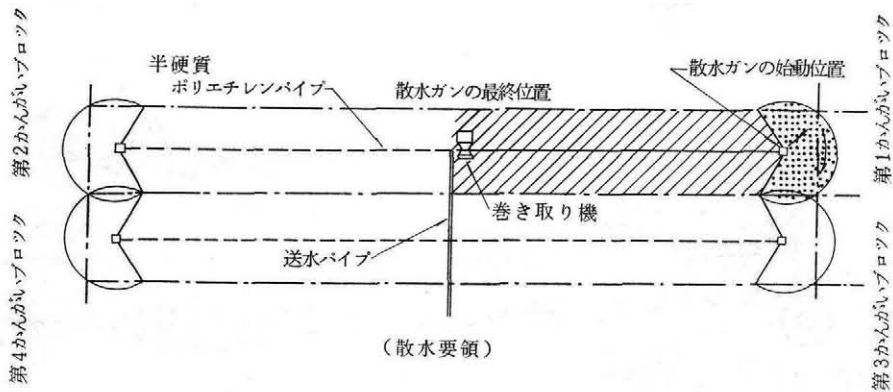 第2かんがいブロック
半硬質
ポリエチレンパイプ
散水ガンの最終位置
散水ガンの始動位置
第1かんがいブロック
巻き取り機
送水パイプ
第4かんがいブロック
第3かんがいブロック
(散水要領)